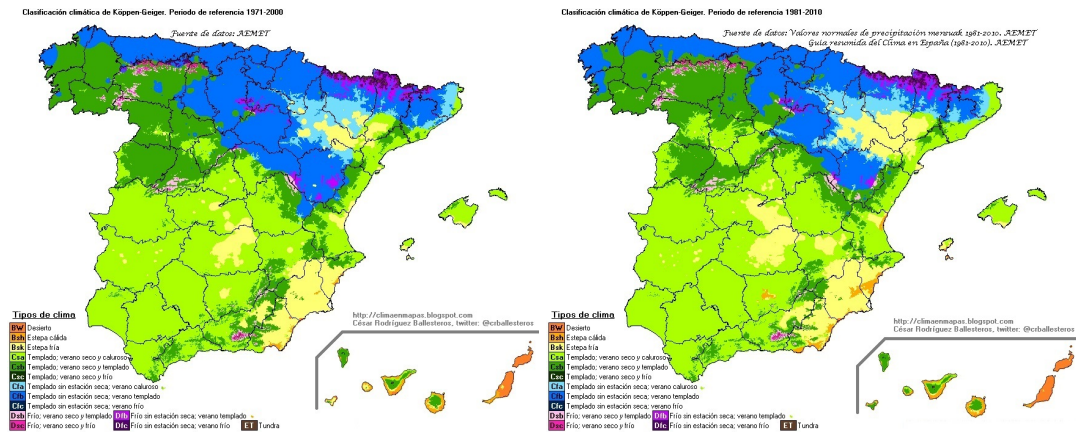 Clasificación climática de Köppen-Geiger. Periodo de referencia 1971-2000
Fuente de datos: AEMET
http://climaenmapas.blogspot.com
César Rodríguez Ballesteros, twitter: @crballesteros
Tipos de clima
BW Desierto
Bsh Estepa cálida
Bsk Estepa fría
Csa Templado; verano seco y caluroso
Csb Templado; verano seco y templado
Csc Templado; verano seco y frío
Cfa Templado sin estación seca; verano caluroso
Cfb Templado sin estación seca; verano templado
Cfc Templado sin estación seca; verano frío
Dsb Frío; verano seco y templado Dfb Frío sin estación seca; verano templado
Dsc Frío; verano seco y frío Dfc Frío sin estación seca; verano frío ET Tundra
Clasificación climática de Köppen-Geiger. Periodo de referencia 1981-2010
Fuente de datos: Valores normales de precipitación mensual 1981-2010. AEMET
Guía resumida del Clima en España (1981-2010). AEMET
http://climaenmapas.blogspot.com
César Rodríguez Ballesteros, twitter: @crballesteros
Tipos de clima
BW Desierto
Bsh Estepa cálida
Bsk Estepa fría
Csa Templado; verano seco y caluroso
Csb Templado; verano seco y templado
Csc Templado; verano seco y frío
Cfa Templado sin estación seca; verano caluroso
Cfb Templado sin estación seca; verano templado
Cfc Templado sin estación seca; verano frío
Dsb Frío; verano seco y templado Dfb Frío sin estación seca; verano templado
Dsc Frío; verano seco y frío Dfc Frío sin estación seca; verano frío ET Tundra